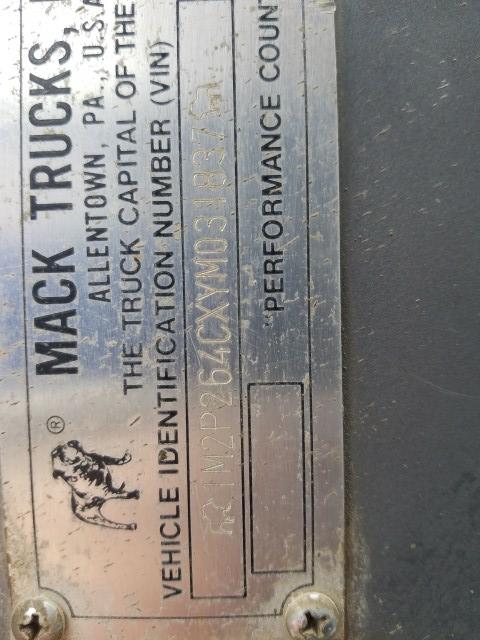 MACK TRUCKS,
ALLENTOWN, PA., U.S.A
THE TRUCK CAPITAL OF THE
®
VEHICLE IDENTIFICATION NUMBER (VIN)
1M2P264CXYM031837
"PERFORMANCE COUN